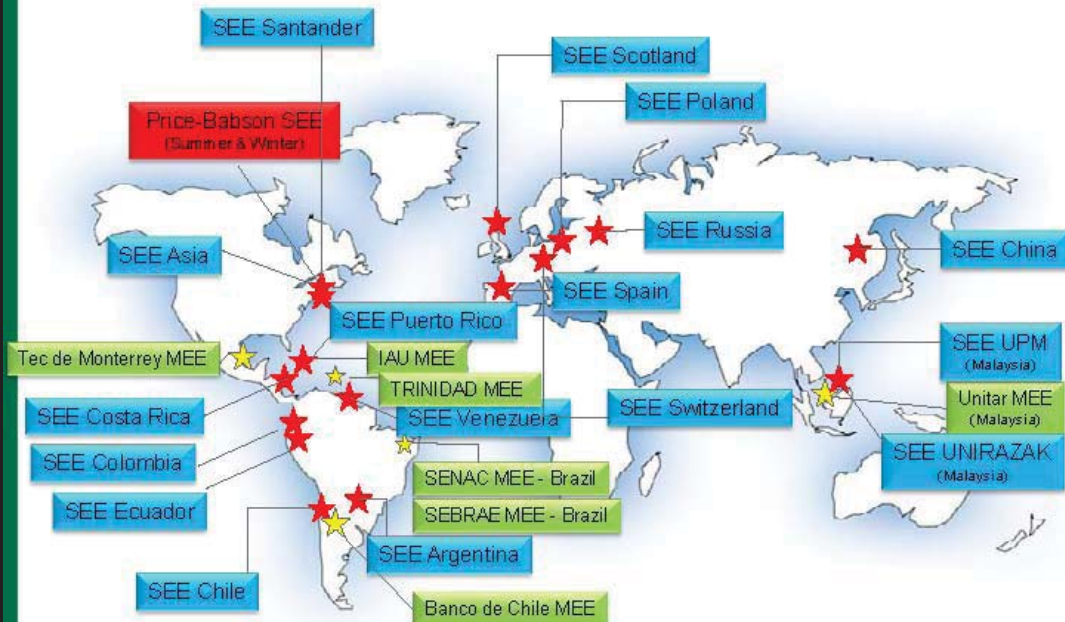 SEE Santander
SEE Scotland
SEE Poland
Price-Babson SEE
(Summer & Winter)
SEE Asia
SEE Russia
SEE China
SEE Spain
SEE Puerto Rico
Tec de Monterrey MEE
IAU MEE
SEE UPM
(Malaysia)
TRINIDAD MEE
SEE Costa Rica
SEE Venezuela
SEE Switzerland
Unitar MEE
(Malaysia)
SEE Colombia
SENAC MEE - Brazil
SEE UNIRAZAK
(Malaysia)
SEE Ecuador
SEBRAE MEE - Brazil
SEE Argentina
SEE Chile
Banco de Chile MEE